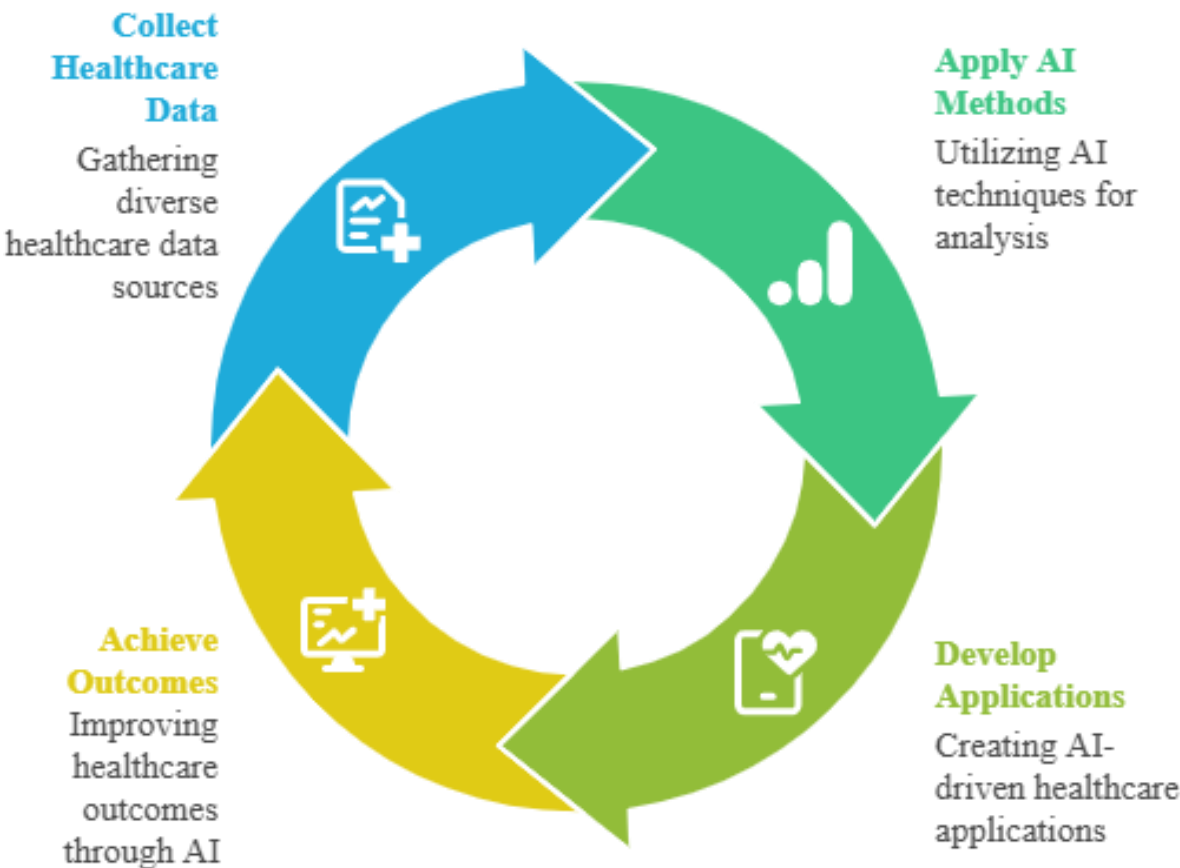 Collect
Healthcare
Data
Gathering
diverse
healthcare data
sources
Apply AI
Methods
Utilizing AI
techniques for
analysis
Develop
Applications
Creating AI-
driven healthcare
applications
Achieve
Outcomes
Improving
healthcare
outcomes
through AI